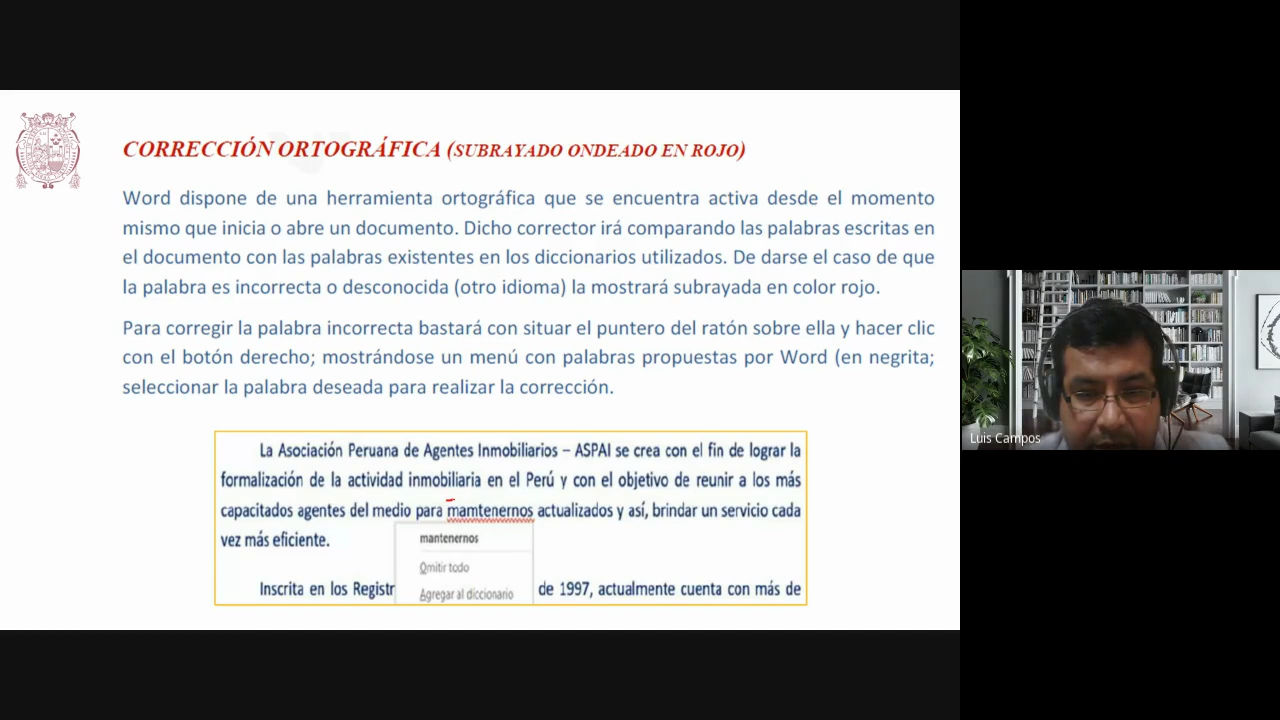 CORRECCIÓN ORTOGRÁFICA (SUBRAYADO ONDEADO EN ROJO)
Word dispone de una herramienta ortográfica que se encuentra activa desde el momento
mismo que inicia o abre un documento. Dicho corrector irá comparando las palabras escritas en
el documento con las palabras existentes en los diccionarios utilizados. De darse el caso de que
la palabra es incorrecta o desconocida (otro idioma) la mostrará subrayada en color rojo.
Para corregir la palabra incorrecta bastará con situar el puntero del ratón sobre ella y hacer clic
con el botón derecho; mostrándose un menú con palabras propuestas por Word (en negrita;
seleccionar la palabra deseada para realizar la corrección.
La Asociación Peruana de Agentes Inmobiliarios – ASPAI se crea con el fin de lograr la
formalización de la actividad inmobiliaria en el Perú y con el objetivo de reunir a los más
capacitados agentes del medio para mamtenernos actualizados y así, brindar un servicio cada
vez más eficiente.
mantenernos
Omitir todo
Inscrita en los Registr de 1997, actualmente cuenta con más de
Agregar al diccionario
Luis Campos